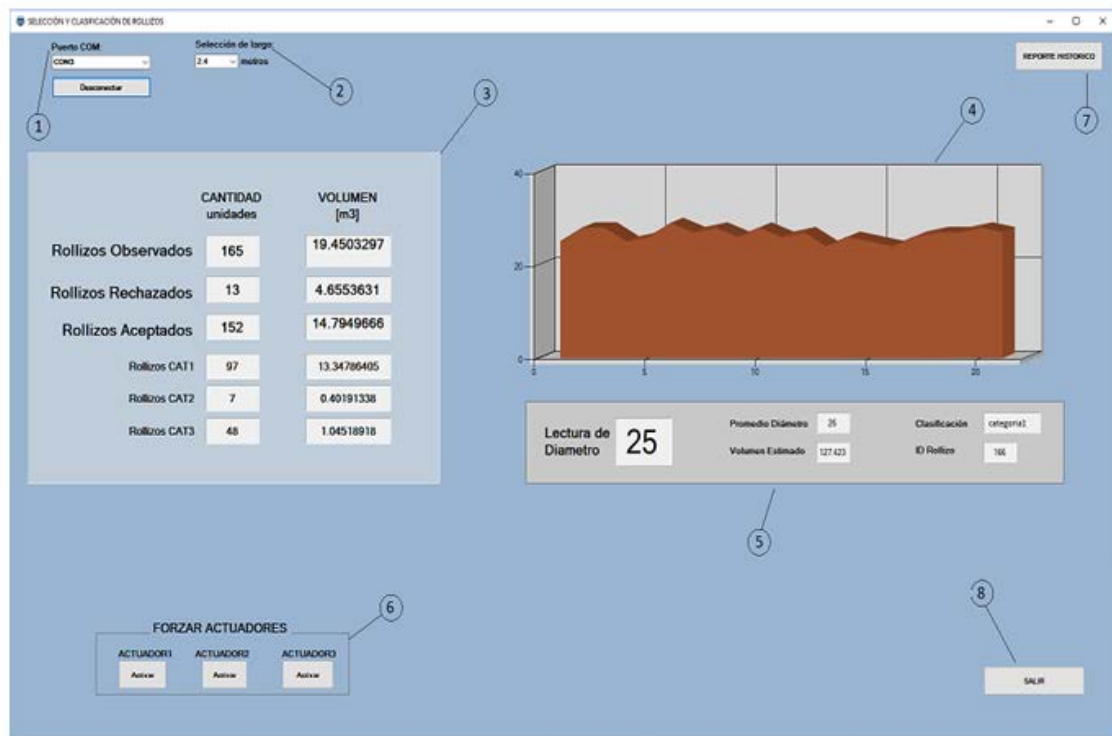 SELECCIÓN Y CLASIFICACIÓN DE ROLLIZOS
Puerto COM:
COM3
Desconectar
1
Selección de largo:
2.4 metros
2
REPORTE HISTORICO
7
3
CANTIDAD VOLUMEN
unidades [m3]
Rollizos Observados 165 19.4503297
Rollizos Rechazados 13 4.6553631
Rollizos Aceptados 152 14.7949666
Rollizos CAT1 97 13.34786405
Rollizos CAT2 7 0.40191338
Rollizos CAT3 48 1.04518918
4
40
20
0
0 5 10 15 20
Lectura de
Diametro
25
Promedio Diámetro 26
Volumen Estimado 127.423
Clasificación categoria1
ID Rollizo 166
5
6
FORZAR ACTUADORES
ACTUADOR1 ACTUADOR2 ACTUADOR3
Activar Activar Activar
8
SALIR